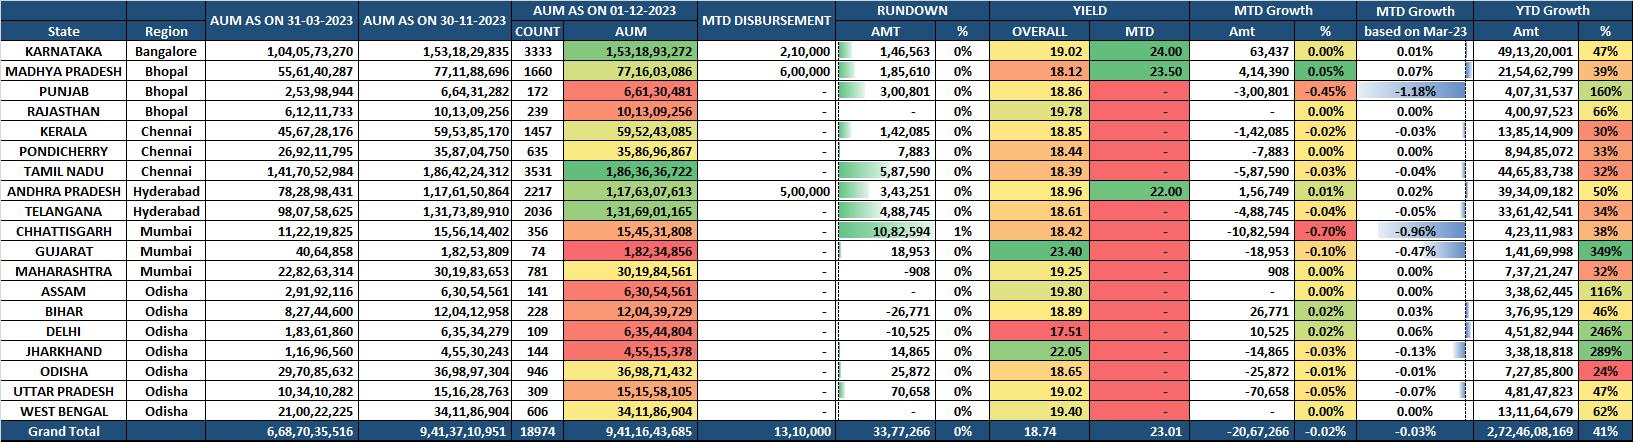 AUM AS ON 31-03-2023 AUM AS ON 30-11-2023 AUM AS ON 01-12-2023 MTD DISBURSEMENT RUNDOWN YIELD MTD Growth MTD Growth based on Mar-23 YTD Growth
State Region COUNT AUM AMT % OVERALL MTD Amt % Amt %
KARNATAKA Bangalore 1,04,05,73,270 1,53,18,29,835 3333 1,53,18,93,272 2,10,000 1,46,563 0% 19.02 24.00 63,437 0.00% 0.01% 49,13,20,001 47%
MADHYA PRADESH Bhopal 55,61,40,287 77,11,88,696 1660 77,16,03,086 6,00,000 1,85,610 0% 18.12 23.50 4,14,390 0.05% 0.07% 21,54,62,799 39%
PUNJAB Bhopal 2,53,98,944 6,64,31,282 172 6,61,30,481 - 3,00,801 0% 18.86 - -3,00,801 -0.45% -1.18% 4,07,31,537 160%
RAJASTHAN Bhopal 6,12,11,733 10,13,09,256 239 10,13,09,256 - - 0% 19.78 - - 0.00% 0.00% 4,00,97,523 66%
KERALA Chennai 45,67,28,176 59,53,85,170 1457 59,52,43,085 - 1,42,085 0% 18.85 - -1,42,085 -0.02% -0.03% 13,85,14,909 30%
PONDICHERRY Chennai 26,92,11,795 35,87,04,750 635 35,86,96,867 - 7,883 0% 18.44 - -7,883 0.00% 0.00% 8,94,85,072 33%
TAMIL NADU Chennai 1,41,70,52,984 1,86,42,24,312 3531 1,86,36,36,722 - 5,87,590 0% 18.39 - -5,87,590 -0.03% -0.04% 44,65,83,738 32%
ANDHRA PRADESH Hyderabad 78,28,98,431 1,17,61,50,864 2217 1,17,63,07,613 5,00,000 3,43,251 0% 18.96 22.00 1,56,749 0.01% 0.02% 39,34,09,182 50%
TELANGANA Hyderabad 98,07,58,625 1,31,73,89,910 2036 1,31,69,01,165 - 4,88,745 0% 18.61 - -4,88,745 -0.04% -0.05% 33,61,42,541 34%
CHHATTISGARH Mumbai 11,22,19,825 15,56,14,402 356 15,45,31,808 - 10,82,594 1% 18.42 - -10,82,594 -0.70% -0.96% 4,23,11,983 38%
GUJARAT Mumbai 40,64,858 1,82,53,809 74 1,82,34,856 - 18,953 0% 23.40 - -18,953 -0.10% -0.47% 1,41,69,998 349%
MAHARASHTRA Mumbai 22,82,63,314 30,19,83,653 781 30,19,84,561 - -908 0% 19.25 - 908 0.00% 0.00% 7,37,21,247 32%
ASSAM Odisha 2,91,92,116 6,30,54,561 141 6,30,54,561 - - 0% 19.80 - - 0.00% 0.00% 3,38,62,445 116%
BIHAR Odisha 8,27,44,600 12,04,12,958 228 12,04,39,729 - -26,771 0% 18.89 - 26,771 0.02% 0.03% 3,76,95,129 46%
DELHI Odisha 1,83,61,860 6,35,34,279 109 6,35,44,804 - -10,525 0% 17.51 - 10,525 0.02% 0.06% 4,51,82,944 246%
JHARKHAND Odisha 1,16,96,560 4,55,30,243 144 4,55,15,378 - 14,865 0% 22.05 - -14,865 -0.03% -0.13% 3,38,18,818 289%
ODISHA Odisha 29,70,85,632 36,98,97,304 946 36,98,71,432 - 25,872 0% 18.65 - -25,872 -0.01% -0.01% 7,27,85,800 24%
UTTAR PRADESH Odisha 10,34,10,282 15,16,28,763 309 15,15,58,105 - 70,658 0% 19.02 - -70,658 -0.05% -0.07% 4,81,47,823 47%
WEST BENGAL Odisha 21,00,22,225 34,11,86,904 606 34,11,86,904 - - 0% 19.40 - - 0.00% 0.00% 13,11,64,679 62%
Grand Total 6,68,70,35,516 9,41,37,10,951 18974 9,41,16,43,685 13,10,000 33,77,266 0% 18.74 23.01 -20,67,266 -0.02% -0.03% 2,72,46,08,169 41%